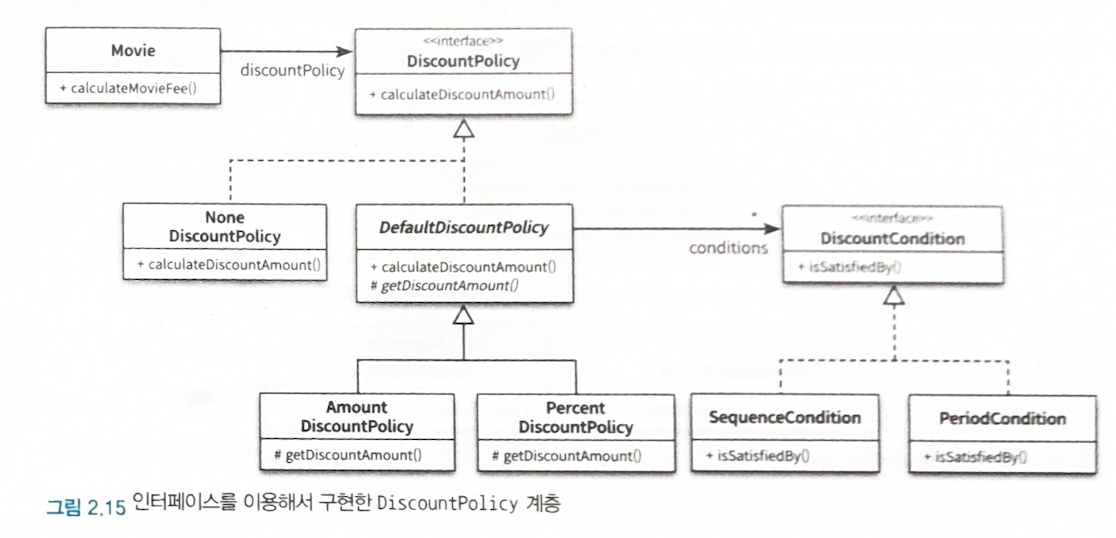 Movie
+ calculateMovieFee()
discountPolicy
<<interface>>
DiscountPolicy
+ calculateDiscountAmount()
None
DiscountPolicy
+ calculateDiscountAmount()
DefaultDiscountPolicy
+ calculateDiscountAmount()
# getDiscountAmount()
*
conditions
<<interface>>
DiscountCondition
+ isSatisfiedBy()
Amount
DiscountPolicy
# getDiscountAmount()
Percent
DiscountPolicy
# getDiscountAmount()
SequenceCondition
+ isSatisfiedBy()
PeriodCondition
+ isSatisfiedBy()
그림 2.15 인터페이스를 이용해서 구현한 DiscountPolicy 계층